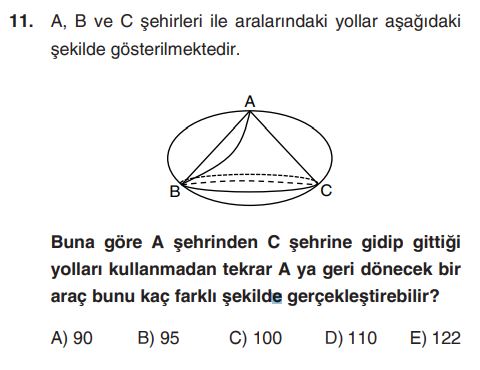 11. A, B ve C şehirleri ile aralarındaki yollar aşağıdaki
şekilde gösterilmektedir.
A
B
C
Buna göre A şehrinden C şehrine gidip gittiği
yolları kullanmadan tekrar A ya geri dönecek bir
araç bunu kaç farklı şekilde gerçekleştirebilir?
A) 90 B) 95 C) 100 D) 110 E) 122